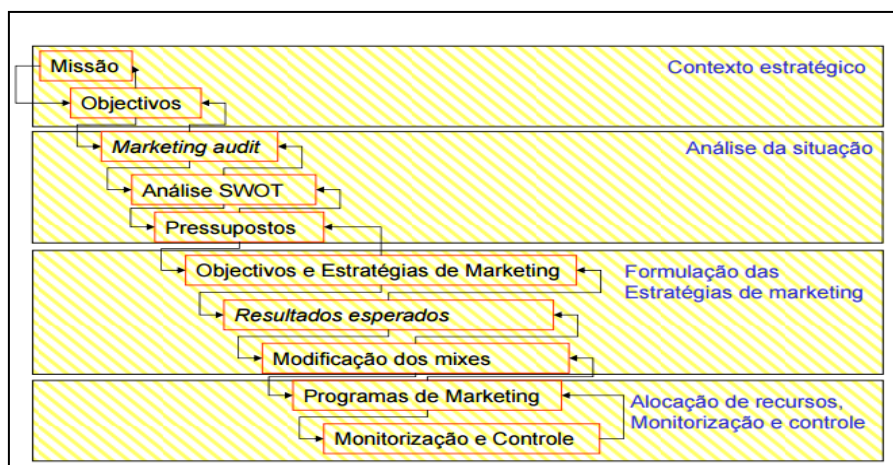 Missão
Contexto estratégico
Objectivos
Marketing audit
Análise da situação
Análise SWOT
Pressupostos
Objectivos e Estratégias de Marketing
Formulação das
Estratégias de marketing
Resultados esperados
Modificação dos mixes
Programas de Marketing
Alocação de recursos,
Monitorização e controle
Monitorização e Controle